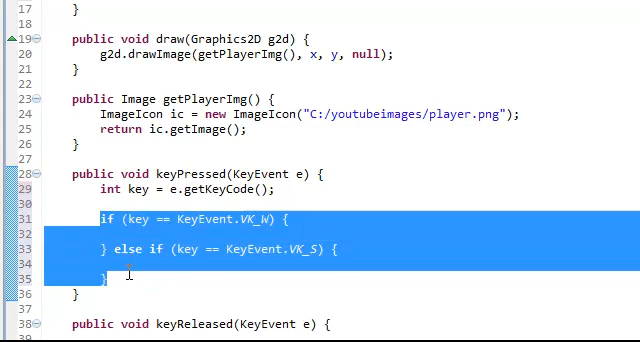 17 }
18
19 public void draw(Graphics2D g2d) {
20 g2d.drawImage(getPlayerImg(), x, y, null);
21 }
22
23 public Image getPlayerImg() {
24 ImageIcon ic = new ImageIcon("C:/youtubeimages/player.png");
25 return ic.getImage();
26 }
27
28 public void keyPressed(KeyEvent e) {
29 int key = e.getKeyCode();
30
31 if (key == KeyEvent.VK_W) {
32
33 } else if (key == KeyEvent.VK_S) {
34
35 }
36 }
37
38 public void keyReleased(KeyEvent e) {
39